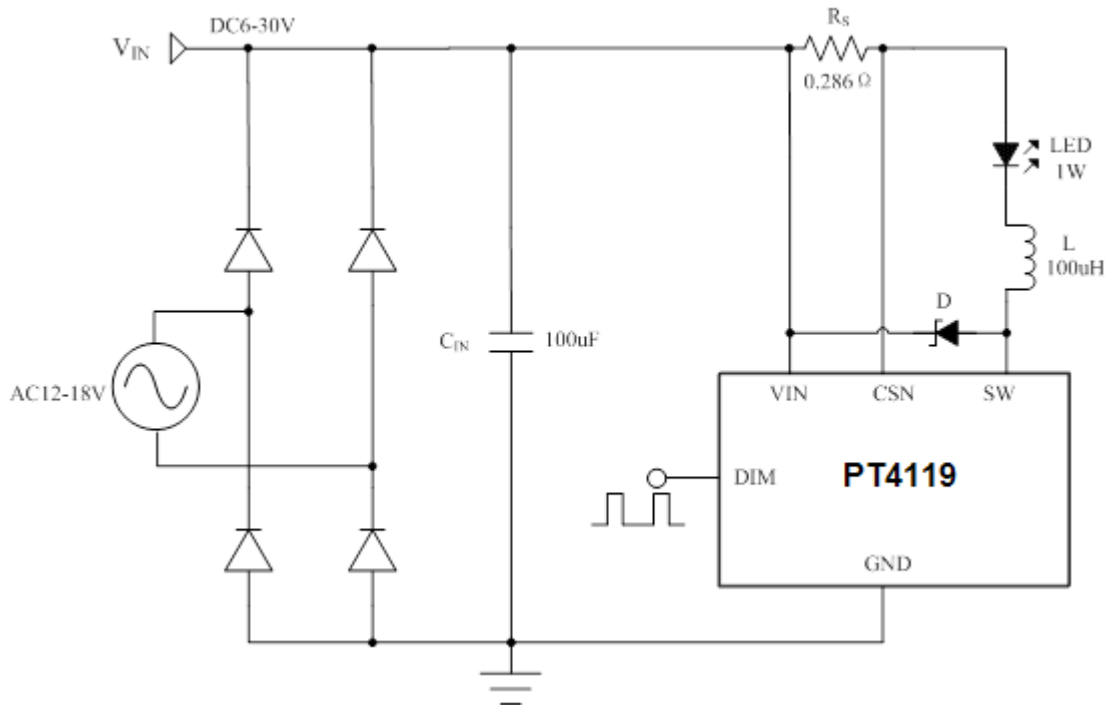 DC6-30V
VIN
RS
0.286 Ω
LED
1W
L
100uH
D
CIN
100uF
AC12-18V
VIN
CSN
SW
DIM
PT4119
GND